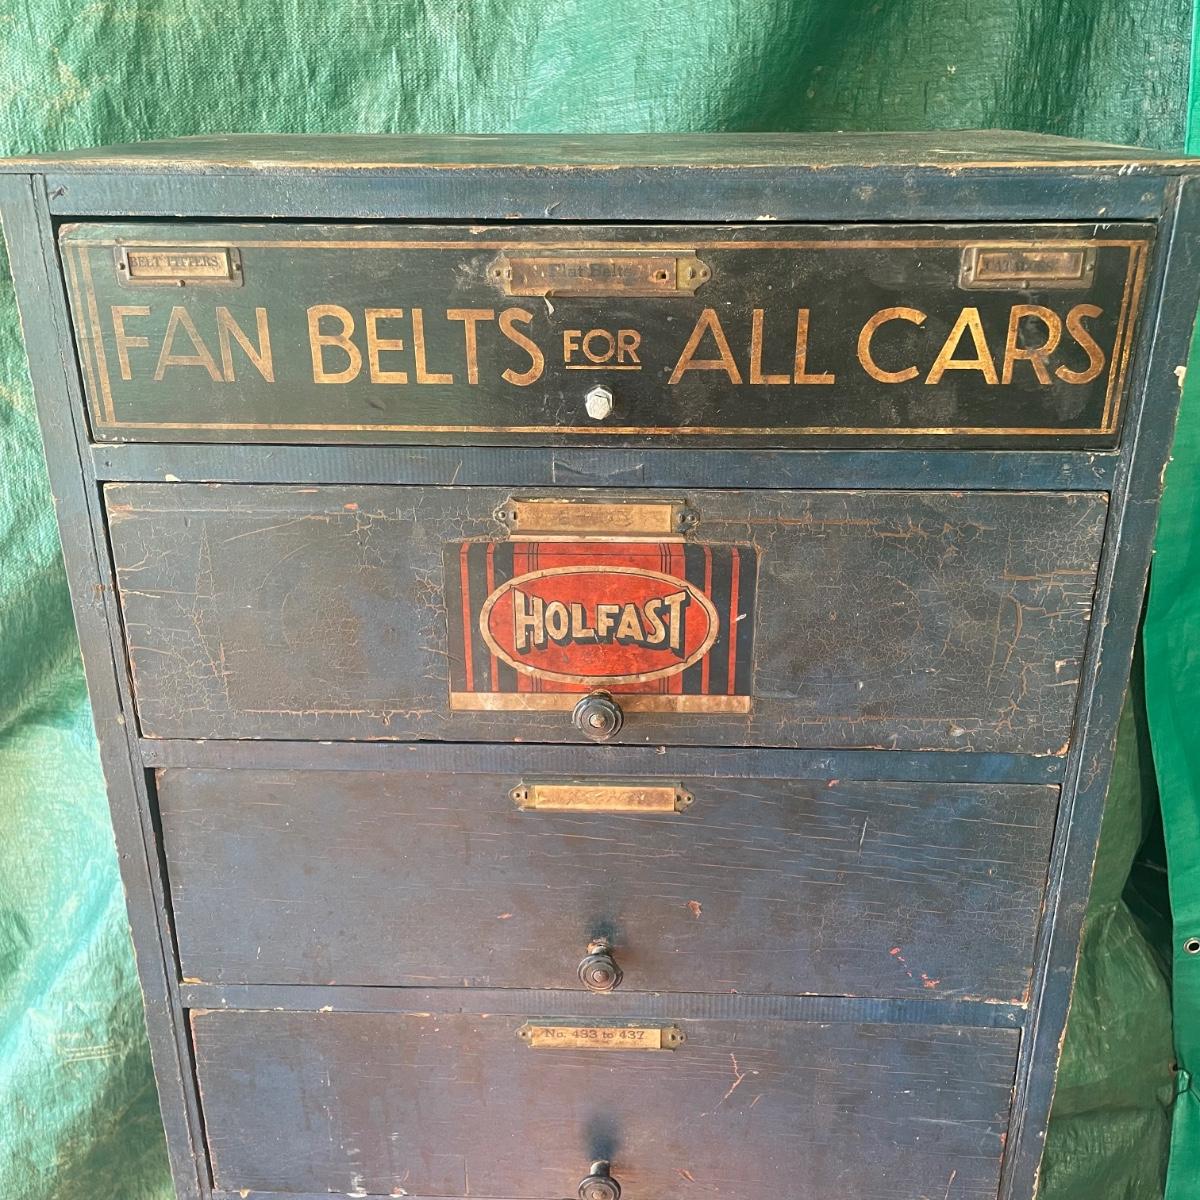 BELT FITTERS
Flat Belts
FAN BELTS FOR ALL CARS
HOLFAST
No. 433 to 437